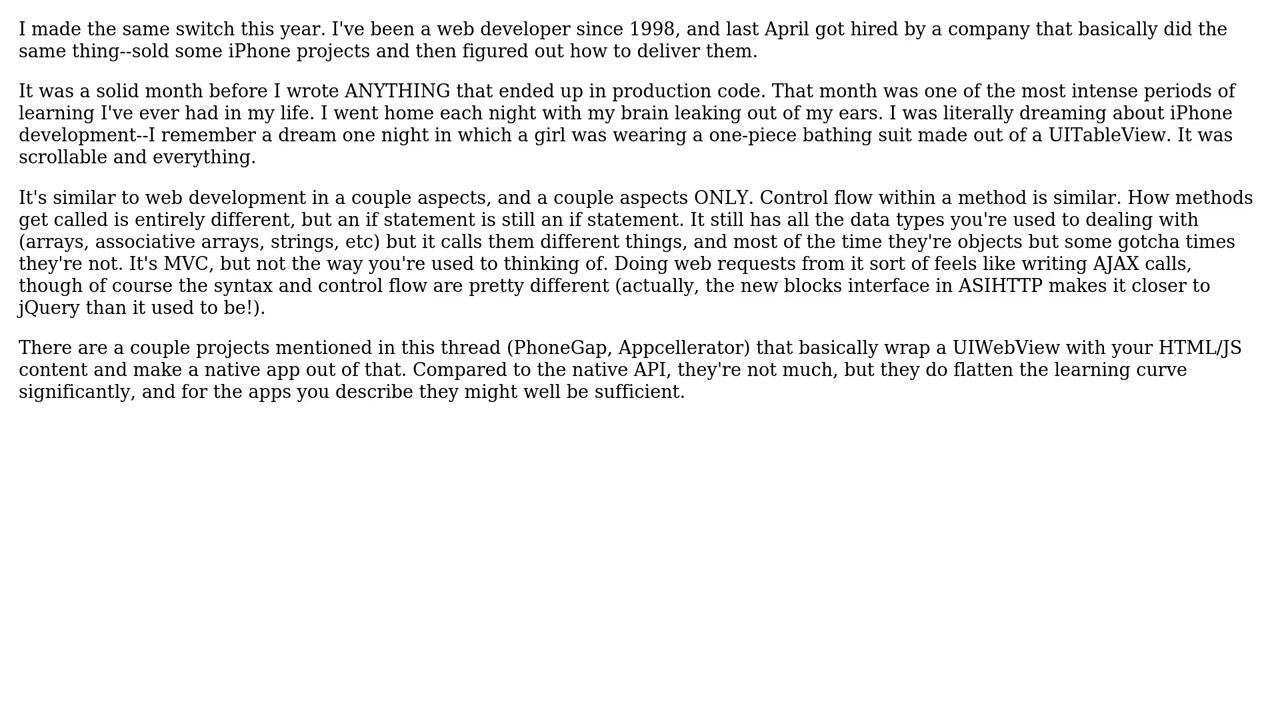 I made the same switch this year. I've been a web developer since 1998, and last April got hired by a company that basically did the
same thing--sold some iPhone projects and then figured out how to deliver them.
It was a solid month before I wrote ANYTHING that ended up in production code. That month was one of the most intense periods of
learning I've ever had in my life. I went home each night with my brain leaking out of my ears. I was literally dreaming about iPhone
development--I remember a dream one night in which a girl was wearing a one-piece bathing suit made out of a UITableView. It was
scrollable and everything.
It's similar to web development in a couple aspects, and a couple aspects ONLY. Control flow within a method is similar. How methods
get called is entirely different, but an if statement is still an if statement. It still has all the data types you're used to dealing with
(arrays, associative arrays, strings, etc) but it calls them different things, and most of the time they're objects but some gotcha times
they're not. It's MVC, but not the way you're used to thinking of. Doing web requests from it sort of feels like writing AJAX calls,
though of course the syntax and control flow are pretty different (actually, the new blocks interface in ASIHTTP makes it closer to
jQuery than it used to be!).
There are a couple projects mentioned in this thread (PhoneGap, Appcellerator) that basically wrap a UIWebView with your HTML/JS
content and make a native app out of that. Compared to the native API, they're not much, but they do flatten the learning curve
significantly, and for the apps you describe they might well be sufficient.